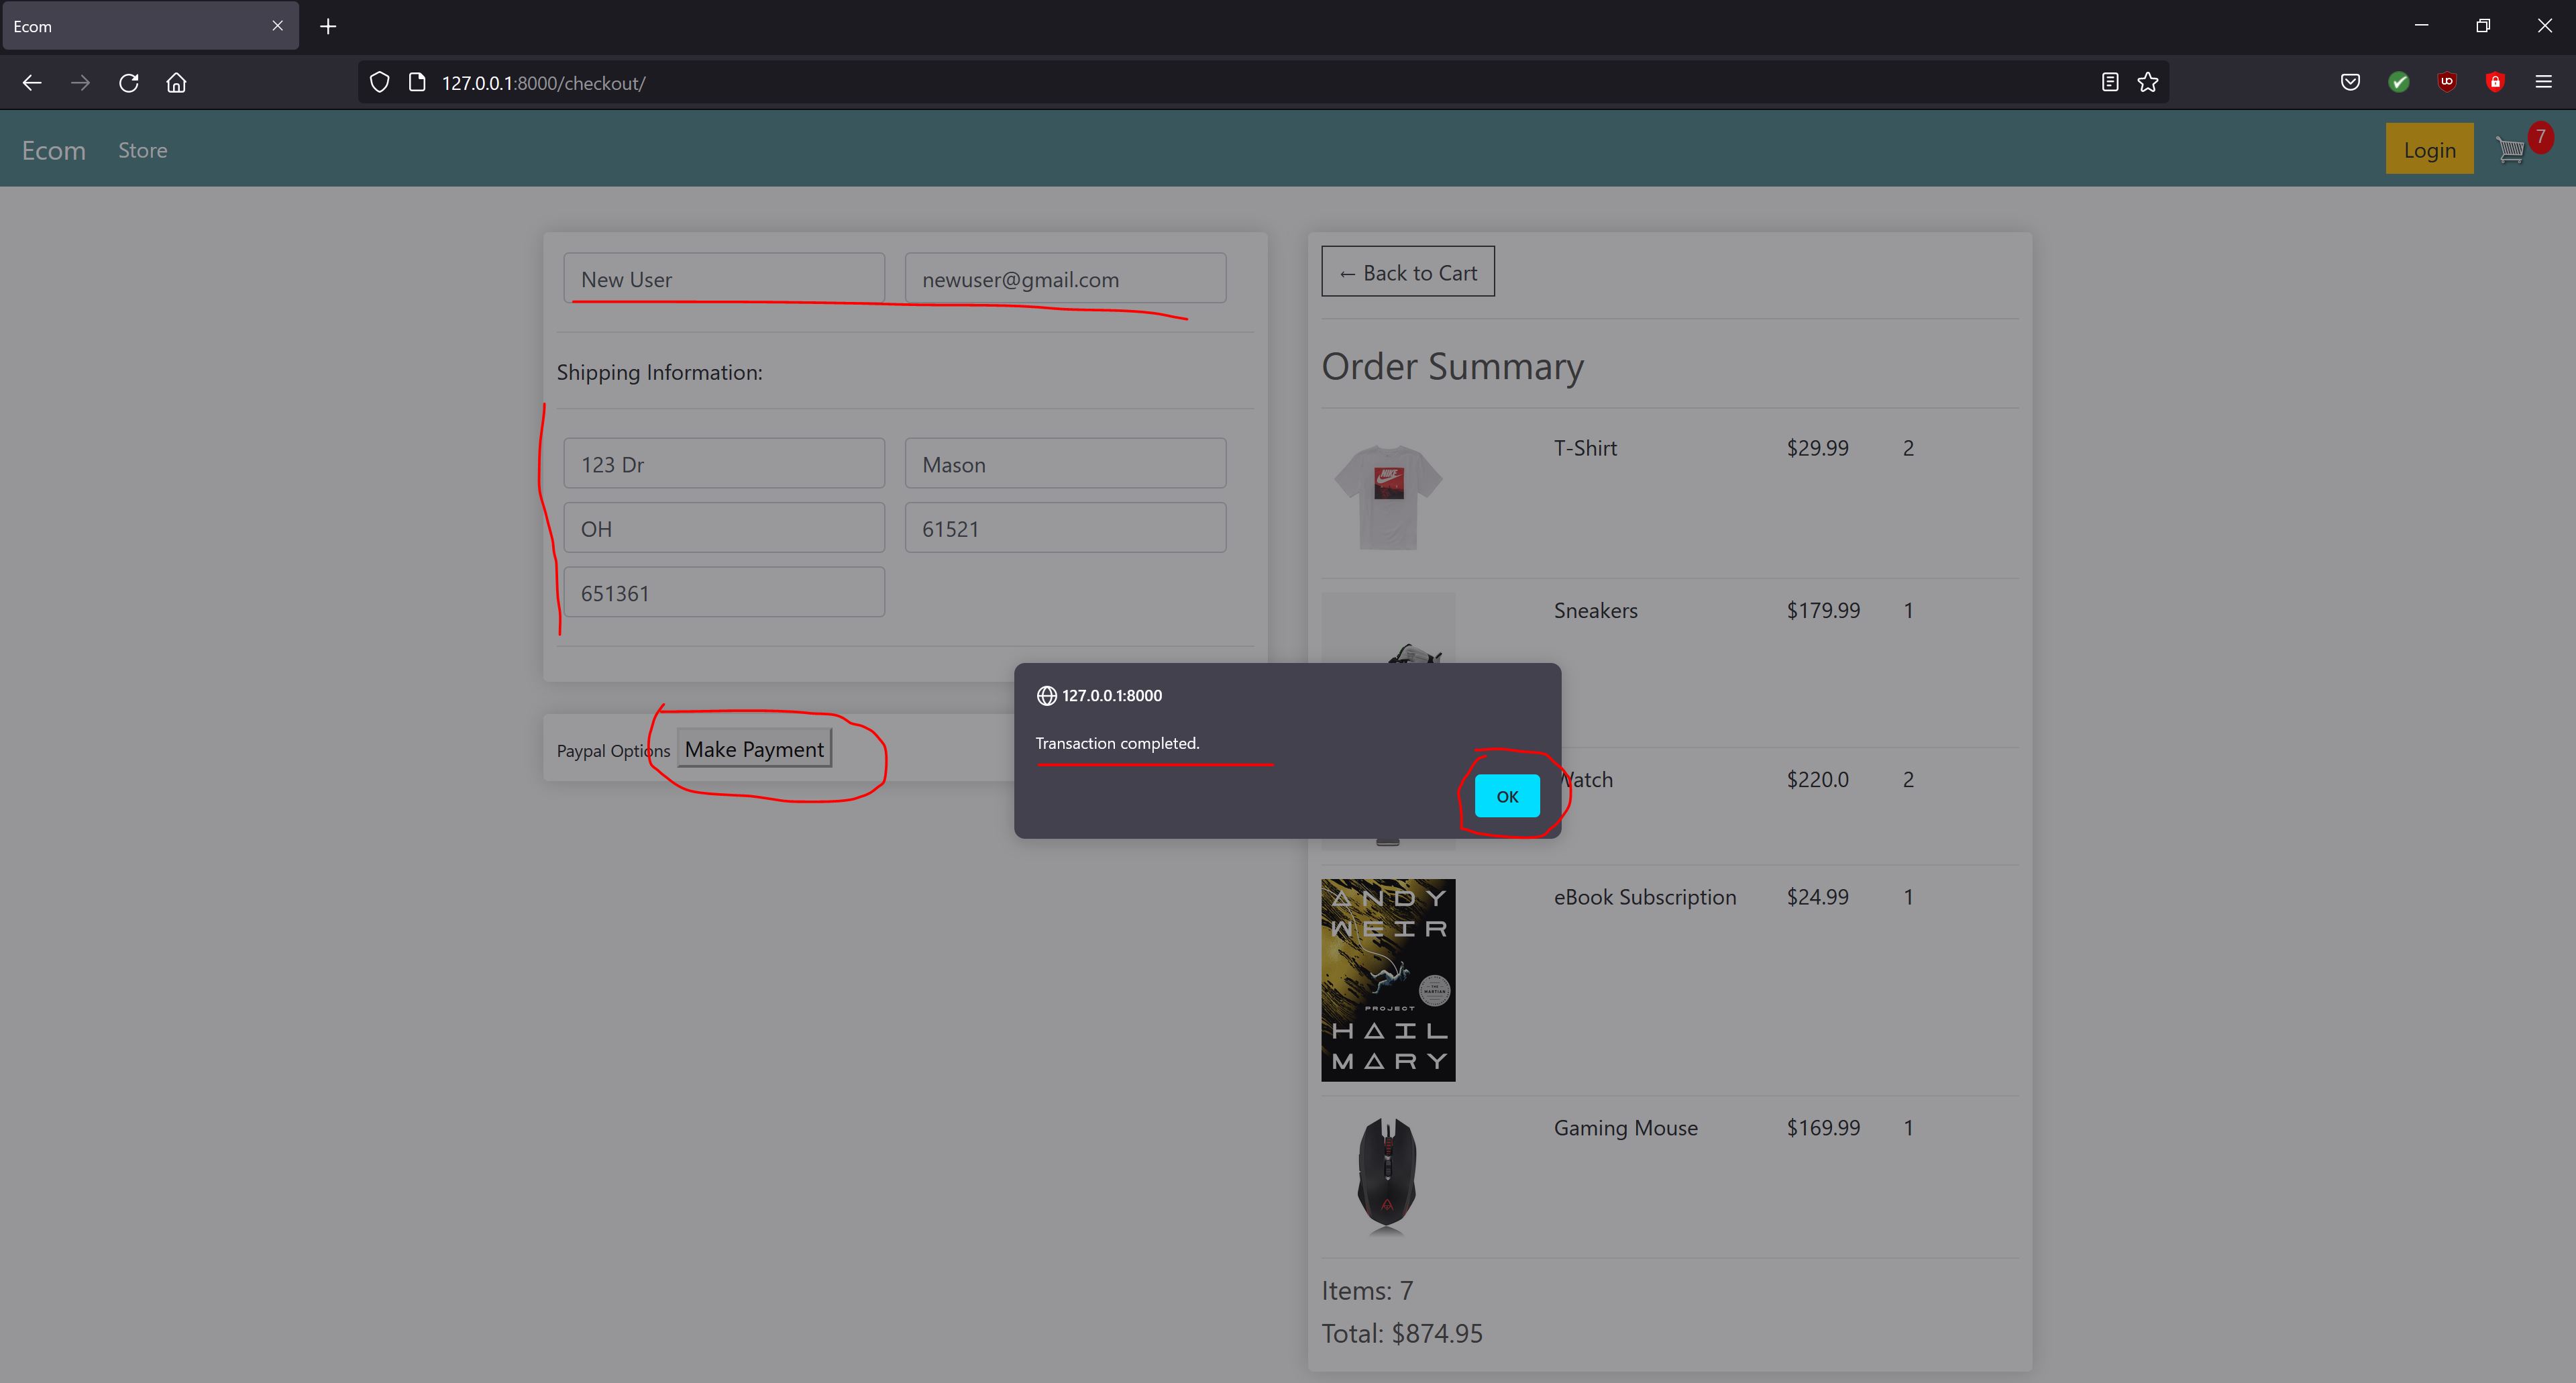 Ecom
127.0.0.1:8000/checkout/
Ecom Store Login 7
New User newuser@gmail.com
Shipping Information:
123 Dr Mason
OH 61521
651361
Paypal Options Make Payment
← Back to Cart
Order Summary
NIKE
T-Shirt $29.99 2
Sneakers $179.99 1
127.0.0.1:8000
Transaction completed.
OK
Watch $220.0 2
ANDY
WEIR
PROJECT
HAIL
MARY
eBook Subscription $24.99 1
Gaming Mouse $169.99 1
Items: 7
Total: $874.95